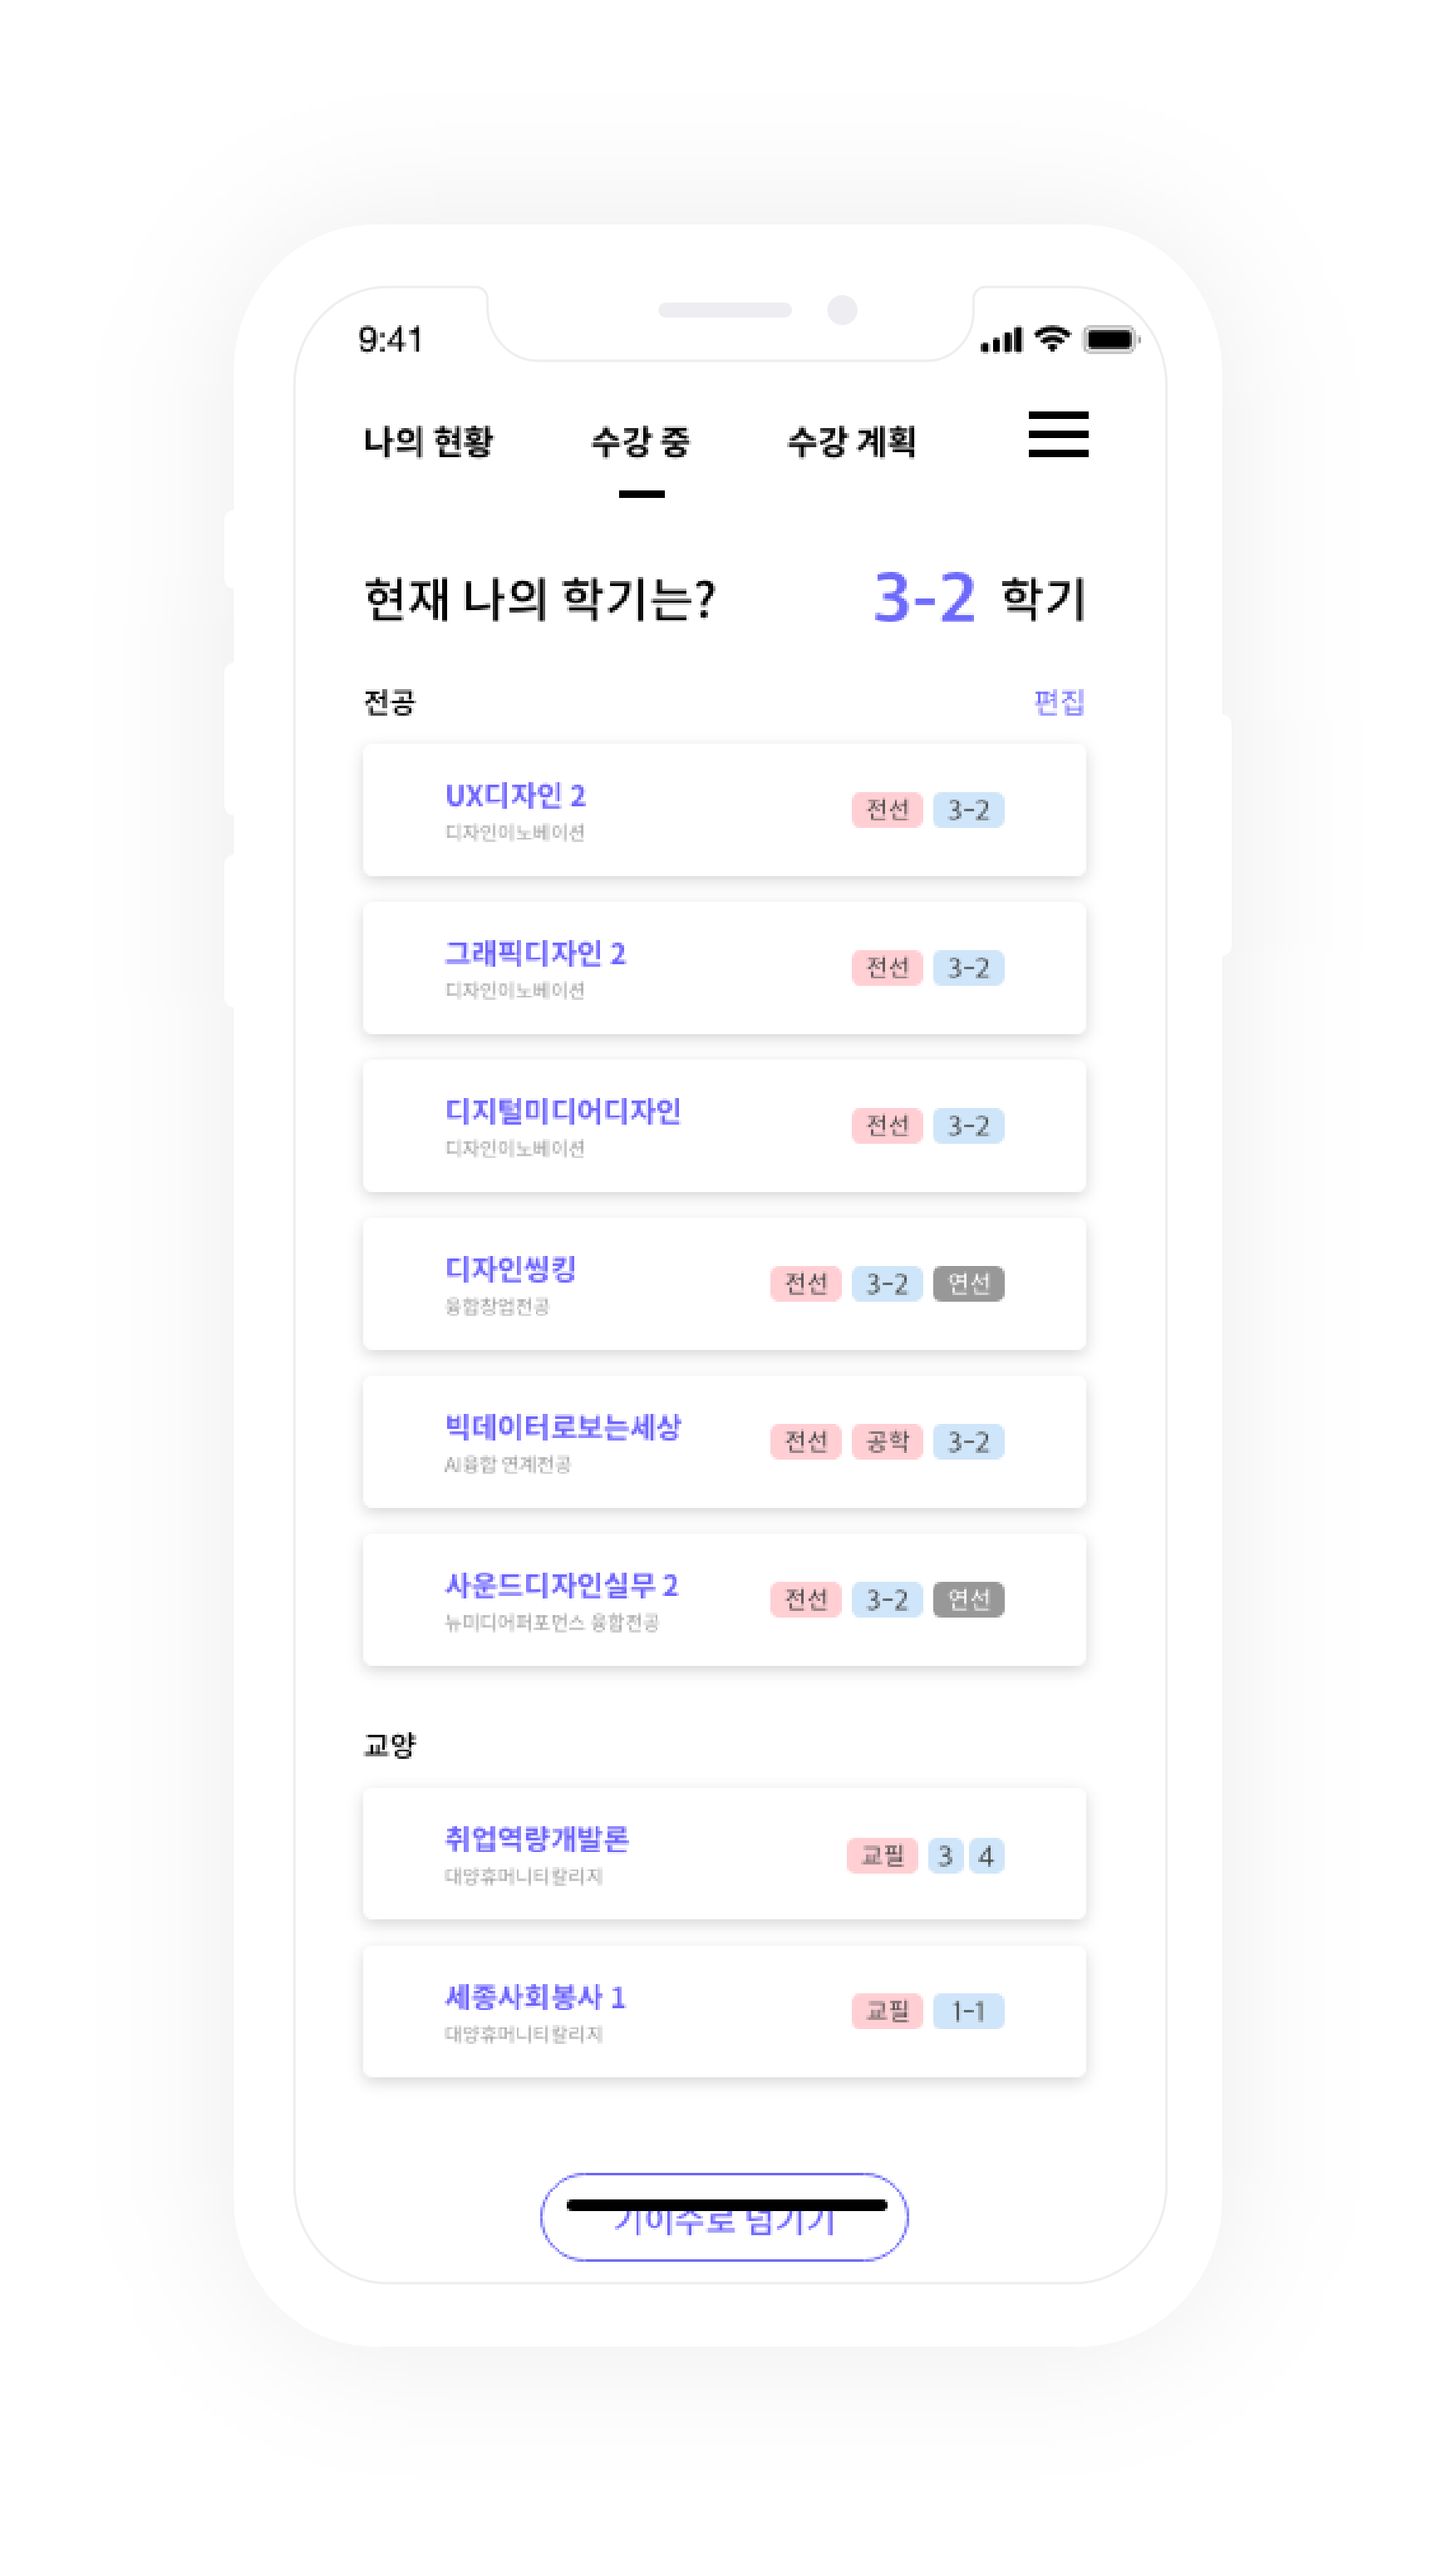 9:41
나의 현황 수강 중 수강 계획
현재 나의 학기는? 3-2 학기
전공 편집
UX디자인 2
디자인이노베이션
전선 3-2
그래픽디자인 2
디자인이노베이션
전선 3-2
디지털미디어디자인
디자인이노베이션
전선 3-2
디자인씽킹
융합창업전공
전선 3-2 연선
빅데이터로보는세상
AI융합 연계전공
전선 공학 3-2
사운드디자인실무 2
뉴미디어퍼포먼스 융합전공
전선 3-2 연선
교양
취업역량개발론
대양휴머니티칼리지
교필 3 4
세종사회봉사 1
대양휴머니티칼리지
교필 1-1
기이수로 넘기기